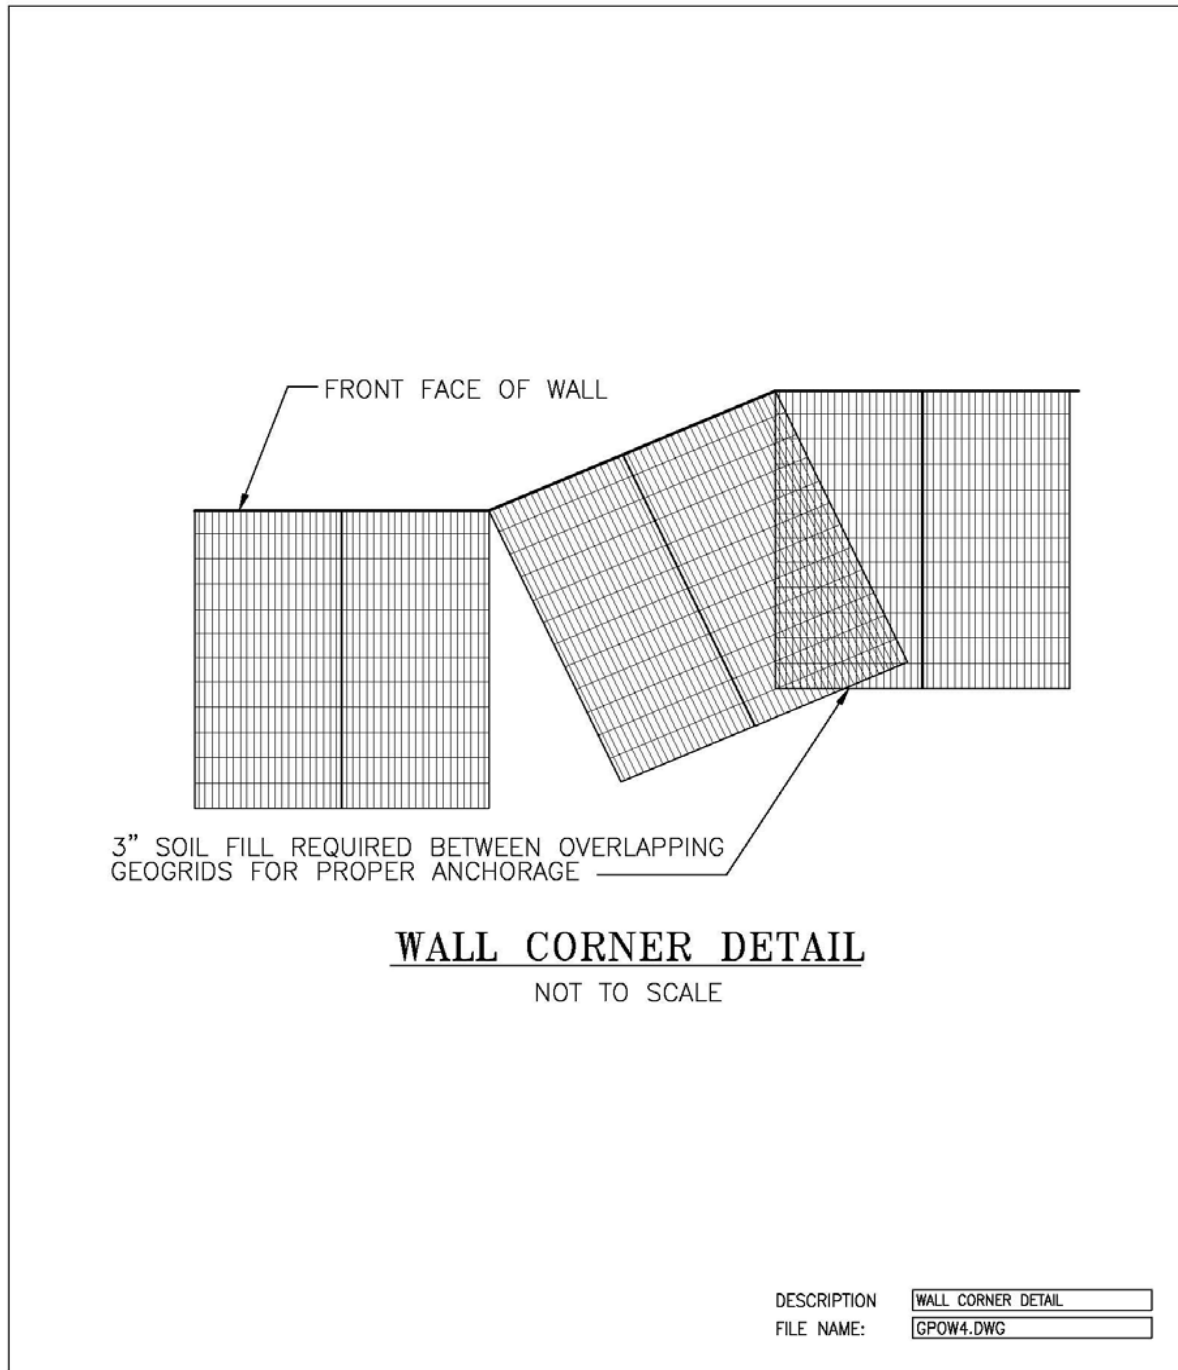 FRONT FACE OF WALL
3” SOIL FILL REQUIRED BETWEEN OVERLAPPING
GEOGRIDS FOR PROPER ANCHORAGE
WALL CORNER DETAIL
NOT TO SCALE
DESCRIPTION WALL CORNER DETAIL
FILE NAME: GPOW4.DWG